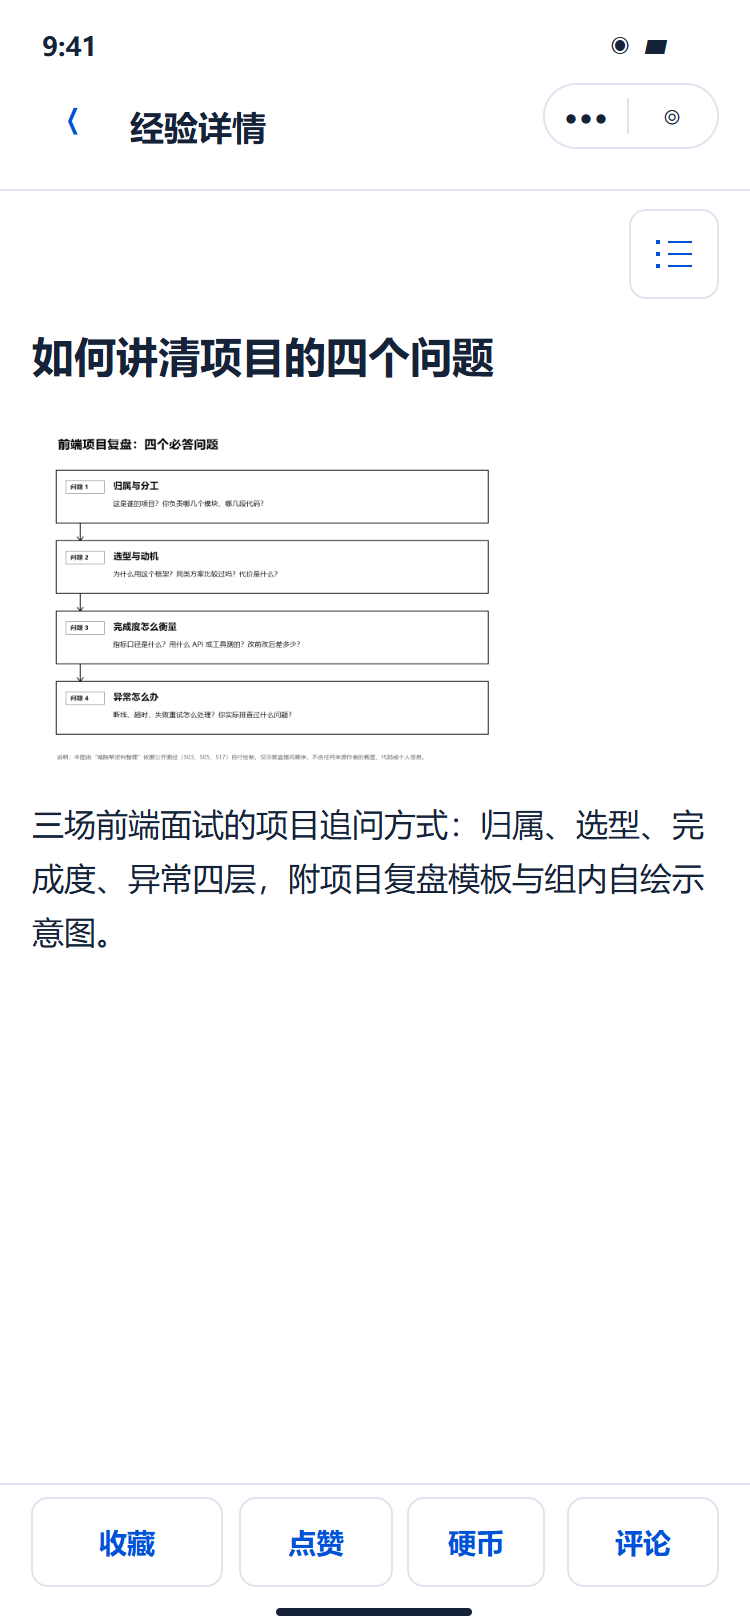 9:41
经验详情
如何讲清项目的四个问题
前端项目复盘：四个必答问题
问题 1
归属与分工
这是谁的项目？你负责哪几个模块、哪几段代码？
问题 2
选型与动机
为什么用这个框架？同类方案比较过吗？代价是什么？
问题 3
完成度怎么衡量
指标口径是什么？用什么 API 或工具测的？改前改后差多少？
问题 4
异常怎么办
断线、超时、失败重试怎么处理？你实际排查过什么问题？
三场前端面试的项目追问方式：归属、选型、完
成度、异常四层，附项目复盘模板与组内自绘示
意图。
收藏
点赞
硬币
评论